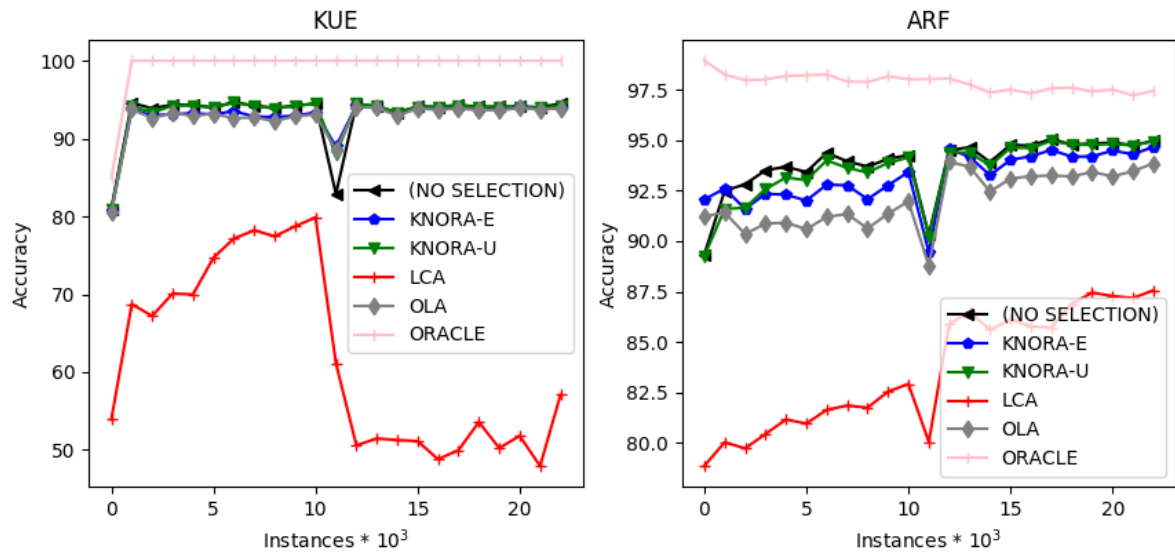 KUE
100
90
80
70
60
50
Accuracy
0
5
10
15
20
Instances * 10³
(NO SELECTION)
KNORA-E
KNORA-U
LCA
OLA
ORACLE
ARF
97.5
95.0
92.5
90.0
87.5
85.0
82.5
80.0
Accuracy
0
5
10
15
20
Instances * 10³
(NO SELECTION)
KNORA-E
KNORA-U
LCA
OLA
ORACLE